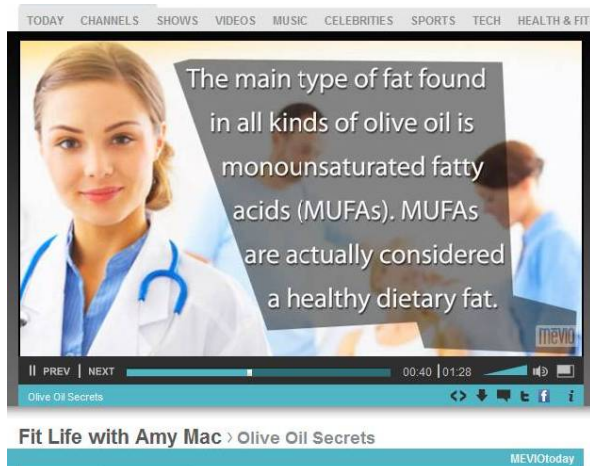 TODAY CHANNELS SHOWS VIDEOS MUSIC CELEBRITIES SPORTS TECH HEALTH & FIT
The main type of fat found
in all kinds of olive oil is
monounsaturated fatty
acids (MUFAs). MUFAs
are actually considered
a healthy dietary fat.
mevio
PREV | NEXT 00:40 | 01:28
Olive Oil Secrets
Fit Life with Amy Mac > Olive Oil Secrets
MEVIOtoday